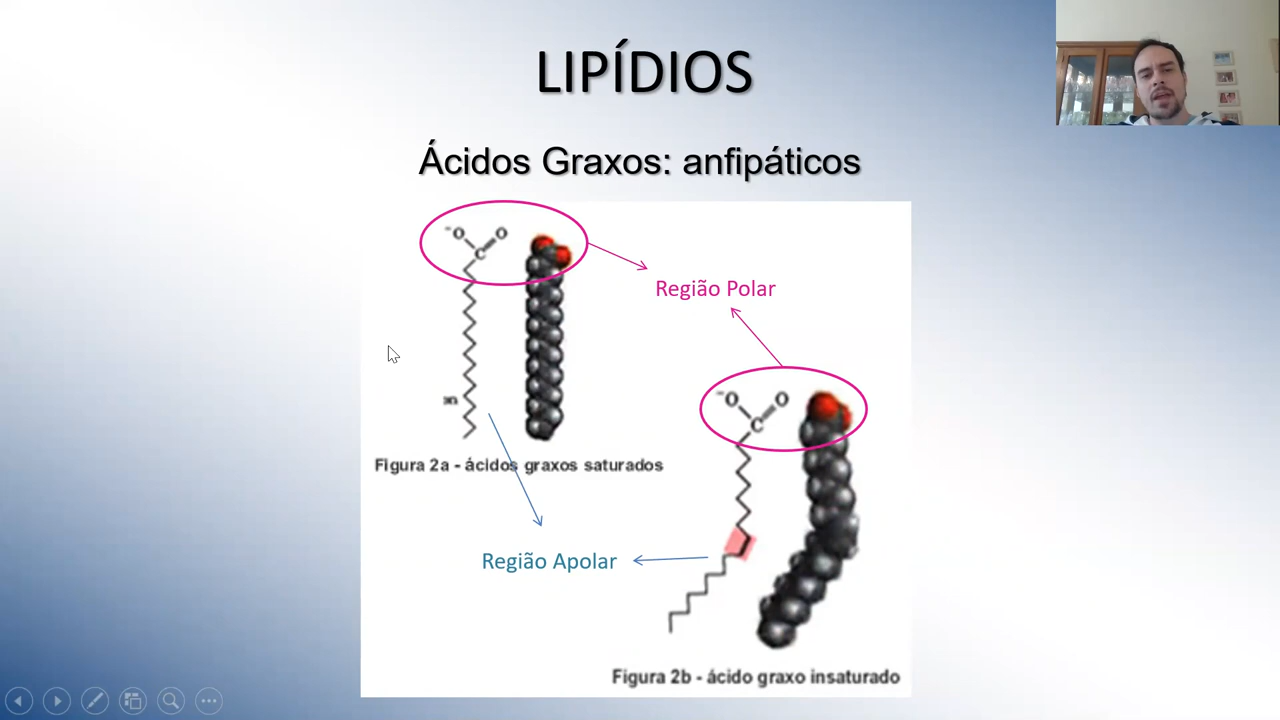 LIPÍDIOS
Ácidos Graxos: anfipáticos
⁻O O
C
Região Polar
⁻O O
C
Figura 2a - ácidos graxos saturados
Região Apolar
Figura 2b - ácido graxo insaturado